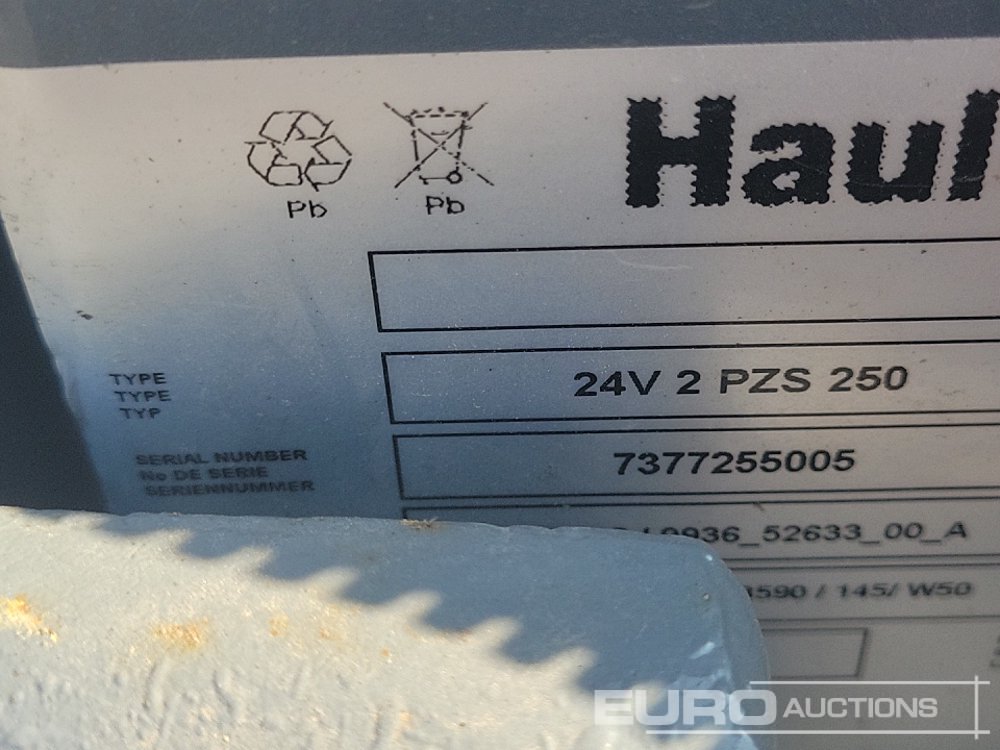 Haul
Pb
Pb
TYPE
TYPE
TYP
24V 2 PZS 250
SERIAL NUMBER
No DE SERIE
SERIENNUMMER
7377255005
9936_52633_00_A
590 / 145/ W50
EURO AUCTIONS